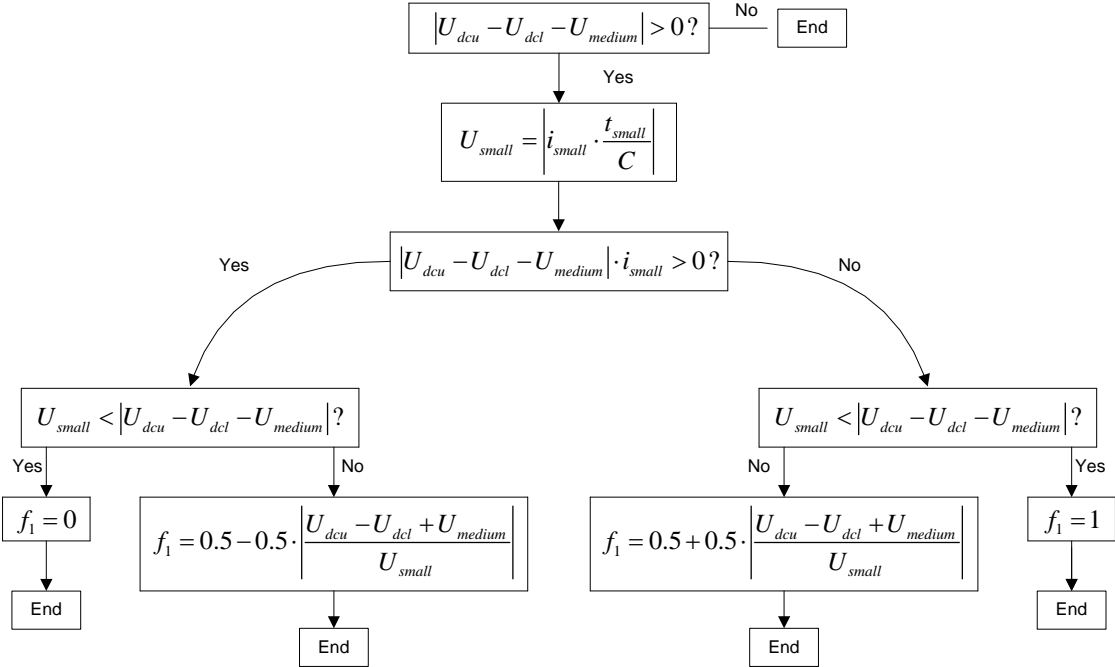 |U_dcu − U_dcl − U_medium| > 0 ?
No
End
Yes
U_small = |i_small · t_small / C|
|U_dcu − U_dcl − U_medium| · i_small > 0 ?
Yes
No
U_small < |U_dcu − U_dcl − U_medium| ?
U_small < |U_dcu − U_dcl − U_medium| ?
Yes
No
No
Yes
f_1 = 0
f_1 = 0.5 − 0.5 · |(U_dcu − U_dcl + U_medium) / U_small|
f_1 = 0.5 + 0.5 · |(U_dcu − U_dcl + U_medium) / U_small|
f_1 = 1
End
End
End
End